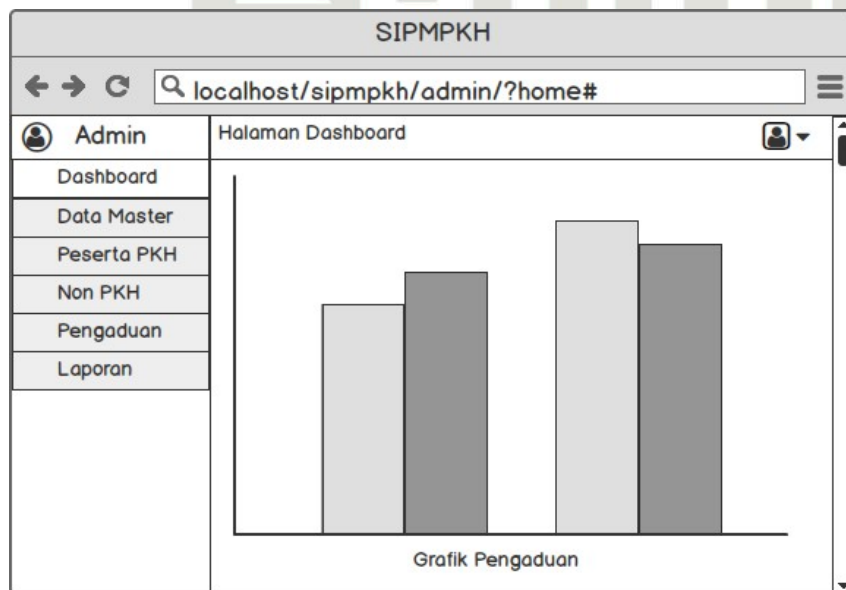 SIPMPKH
localhost/sipmpkh/admin/?home#
Admin
Halaman Dashboard
Dashboard
Data Master
Peserta PKH
Non PKH
Pengaduan
Laporan
Grafik Pengaduan